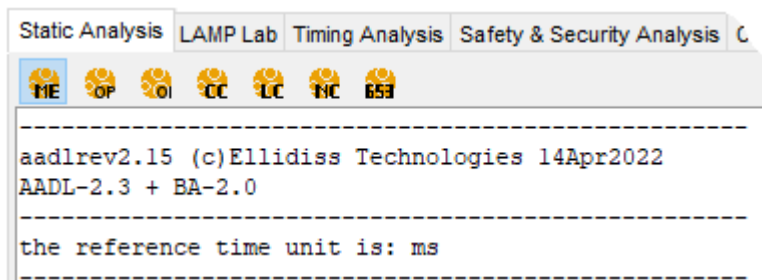 Static Analysis LAMP Lab Timing Analysis Safety & Security Analysis
ME OP OI CC LC NC 653
--------------------------------------------------
aadlrev2.15 (c)Ellidiss Technologies 14Apr2022
AADL-2.3 + BA-2.0
--------------------------------------------------
the reference time unit is: ms
--------------------------------------------------